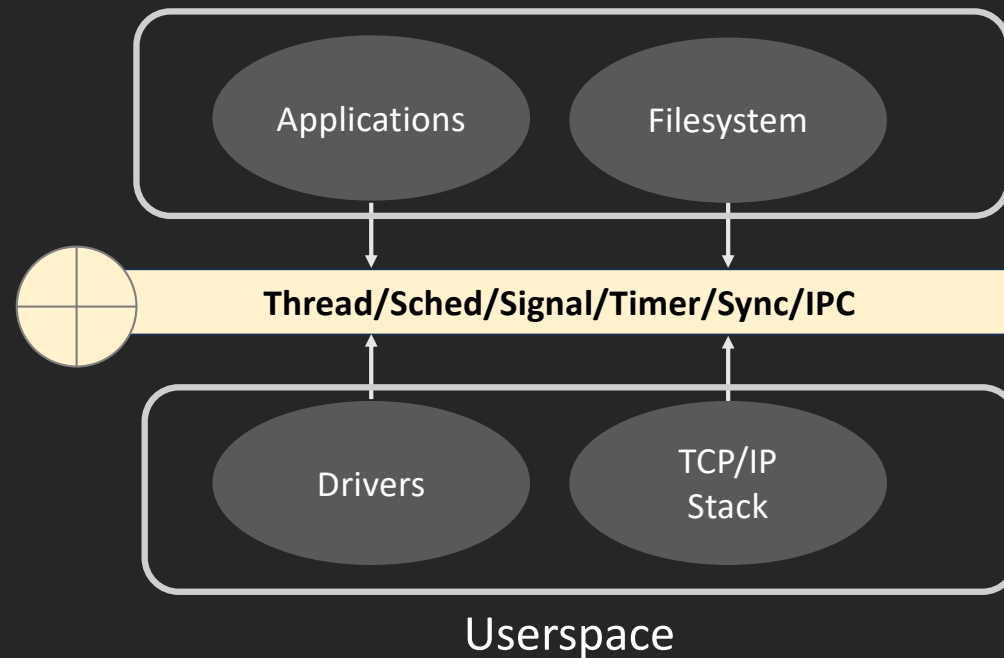 Applications
Filesystem
Thread/Sched/Signal/Timer/Sync/IPC
Drivers
TCP/IP
Stack
Userspace